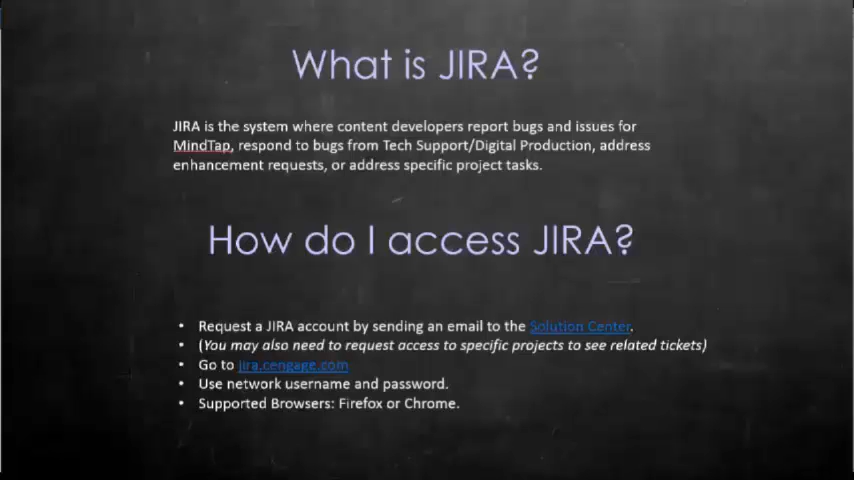 What is JIRA?
JIRA is the system where content developers report bugs and issues for
MindTap, respond to bugs from Tech Support/Digital Production, address
enhancement requests, or address specific project tasks.
How do I access JIRA?
• Request a JIRA account by sending an email to the Solution Center.
• (You may also need to request access to specific projects to see related tickets)
• Go to jira.cengage.com
• Use network username and password.
• Supported Browsers: Firefox or Chrome.